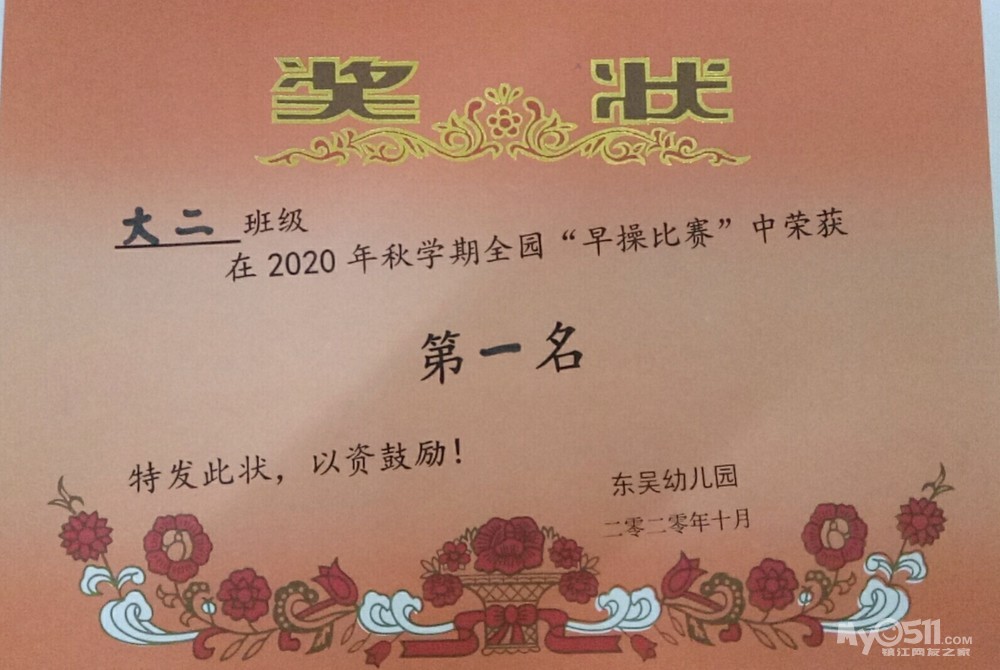 奖状
大二班级
在2020年秋学期全园“早操比赛”中荣获
第一名
特发此状，以资鼓励！
东吴幼儿园
二零二零年十月
My0511.com
镇江网友之家